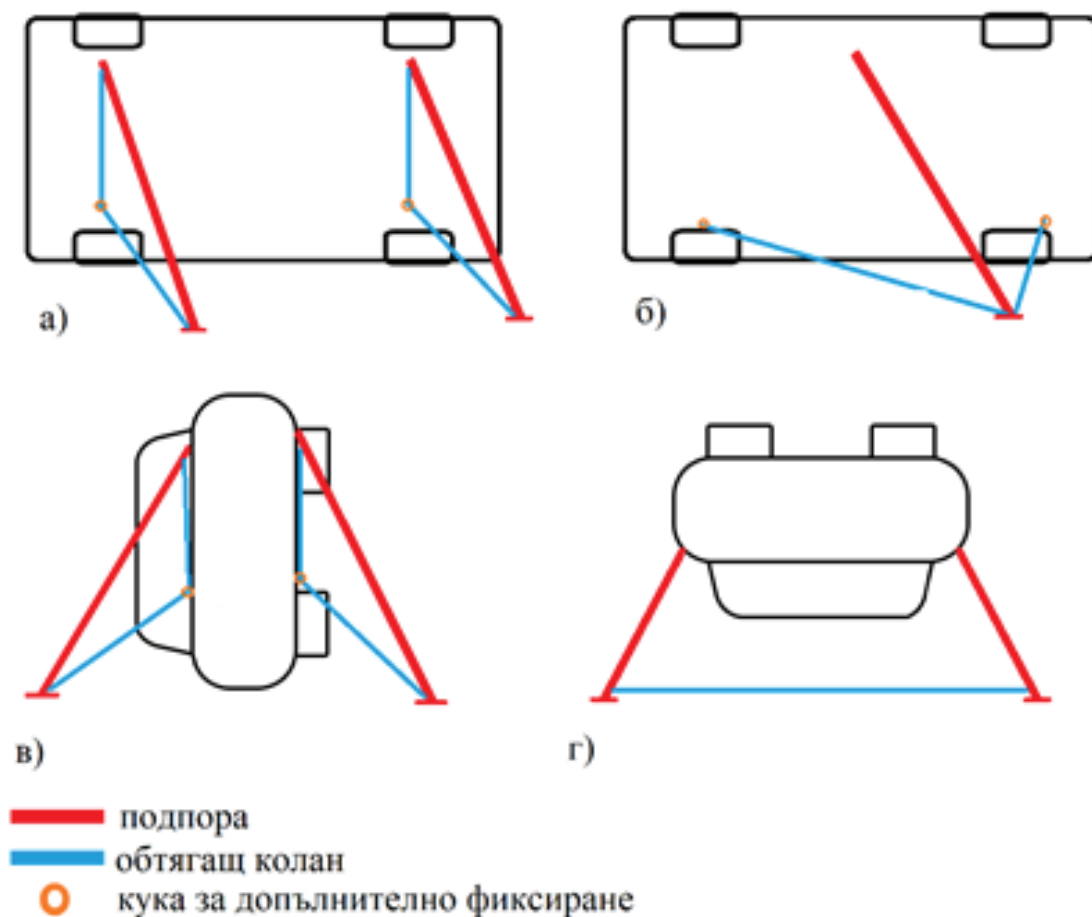 а)
б)
в)
г)
подпора
обтягащ колан
кука за допълнително фиксиране